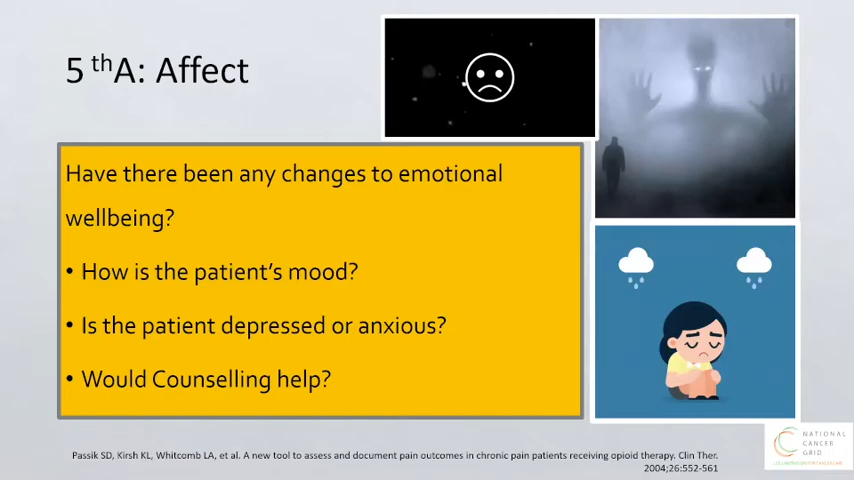 5 thA: Affect
Have there been any changes to emotional
wellbeing?
• How is the patient's mood?
• Is the patient depressed or anxious?
• Would Counselling help?
Passik SD, Kirsh KL, Whitcomb LA, et al. A new tool to assess and document pain outcomes in chronic pain patients receiving opioid therapy. Clin Ther.
2004;26:552-561
NATIONAL
CANCER
GRID